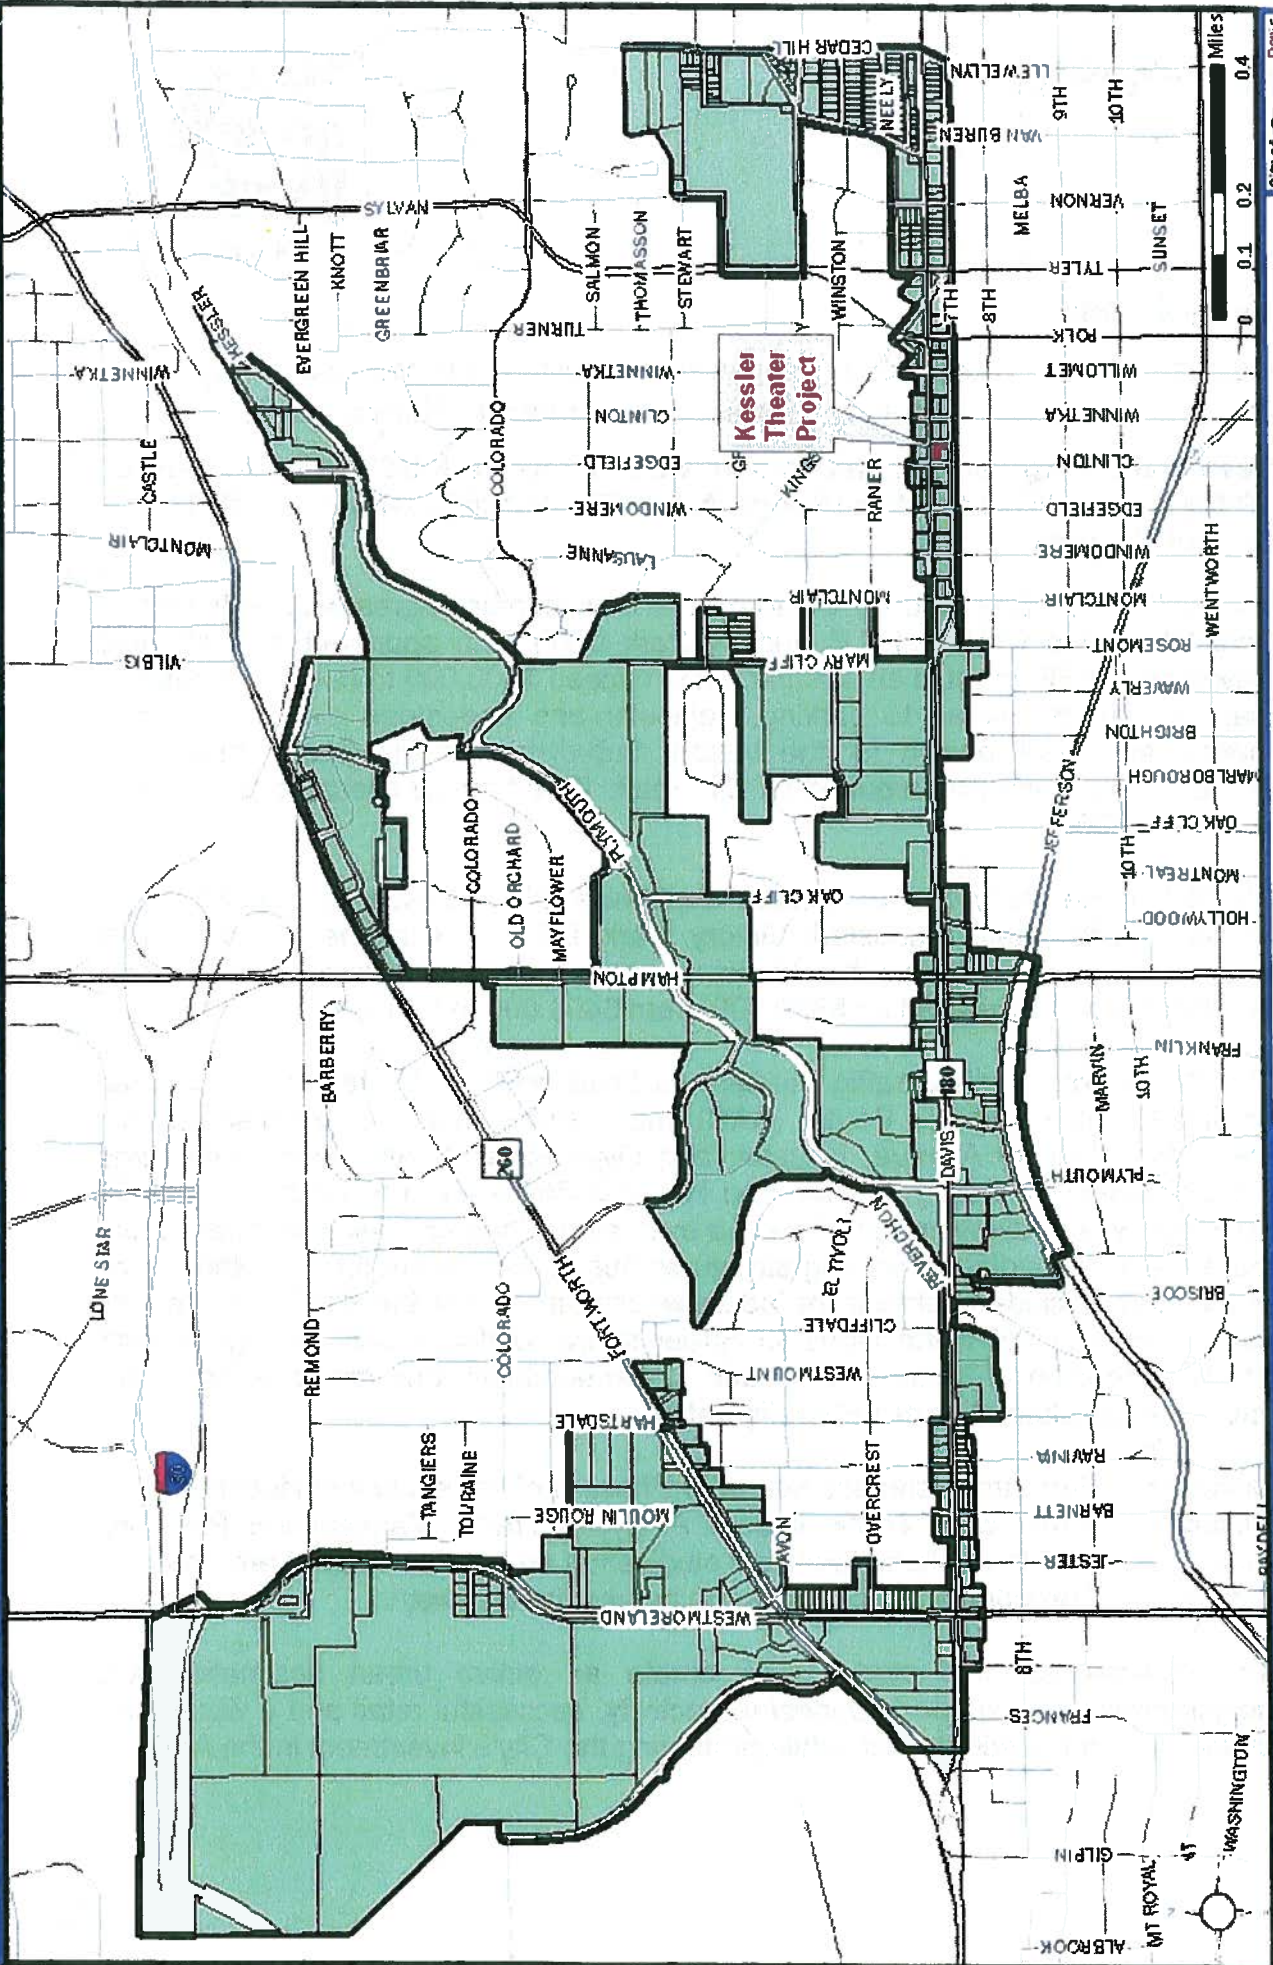 LONE STAR
VILBIG
MONTCLAIR
CASTLE
WINNETKA
KESSLER
KESSLER
EVERGREEN HILL
KNOTT
GREENBRIAR
SYLVAN
REMOND
BARBERRY
260
COLORADO
COLORADO
COLORADO
TANGIERS
TOURAINE
OLD ORCHARD
MAYFLOWER
PLYMOUTH
FORT WORTH
HARTSDALE
MOULIN ROUGE
WESTMORELAND
AVON
OVERCREST
WESTMOUNT
CLIFFDALE
EL TIVOLI
REVERCHON
HAMPTON
OAK CLIFF
MARY CLIFF
MONTCLAIR
LAUSANNE
WINDOMERE
EDGEFIELD
CLINTON
WINNETKA
TURNER
SALMON
THOMASSON
STEWART
KINGS
RANER
WINSTON
NEELY
CEDAR HILL
Kessler
Theater
Project
180
DAVIS
7TH
8TH
MELBA
9TH
10TH
SUNSET
LLEWELLYN
VAN BUREN
VERNON
TYLER
POLK
WILLOMET
WINNETKA
CLINTON
EDGEFIELD
WINDOMERE
MONTCLAIR
ROSEMONT
WAVERLY
BRIGHTON
MARLBOROUGH
OAK CLIFF
MONTREAL
HOLLYWOOD
WENTWORTH
JEFFERSON
10TH
FRANKLIN
MARVIN
10TH
PLYMOUTH
BRISCOE
RAVINIA
BARNETT
JESTER
8TH
FRANCES
GILPIN
WASHINGTON
MT ROYAL
ALBROOK
0 0.1 0.2 0.4
Miles